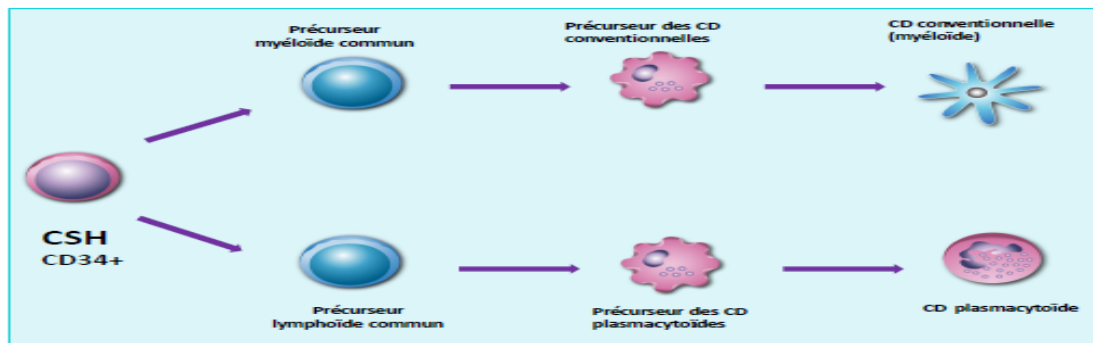 Précurseur
myéloïde commun
Précurseur des CD
conventionnelles
CD conventionnelle
(myéloïde)
CSH
CD34+
Précurseur
lymphoïde commun
Précurseur des CD
plasmacytoïdes
CD plasmacytoïde